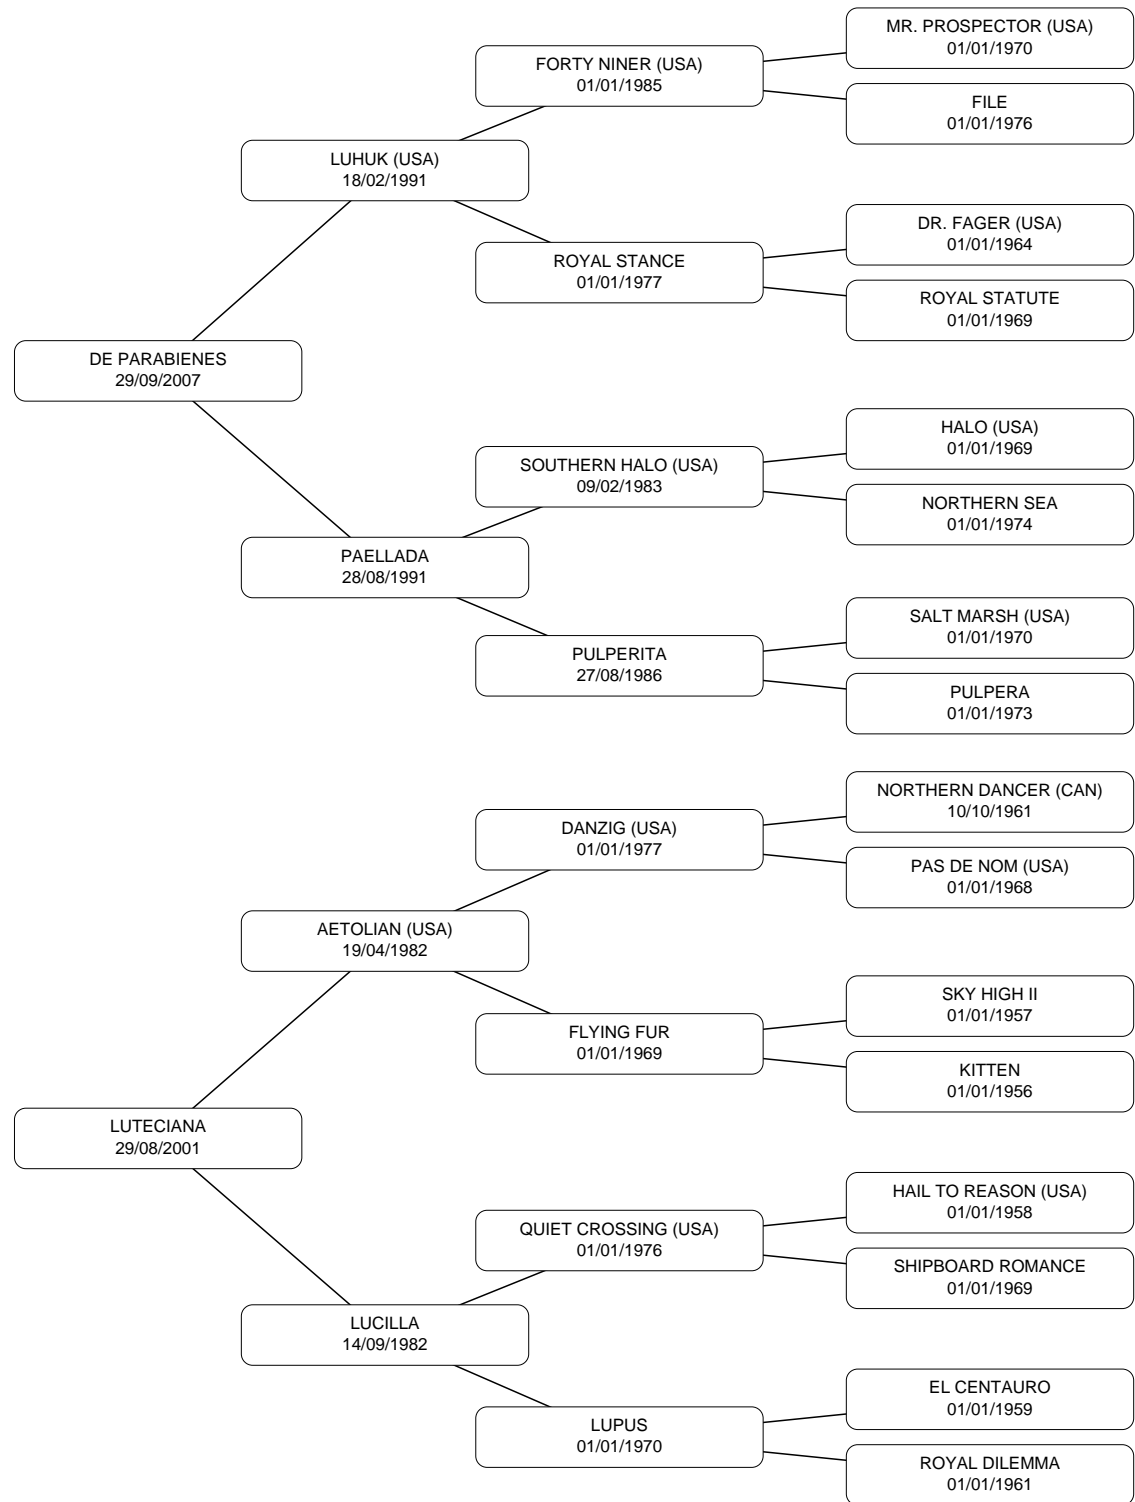 MR. PROSPECTOR (USA)
01/01/1970
FORTY NINER (USA)
01/01/1985
FILE
01/01/1976
LUHUK (USA)
18/02/1991
DR. FAGER (USA)
01/01/1964
ROYAL STANCE
01/01/1977
ROYAL STATUTE
01/01/1969
DE PARABIENES
29/09/2007
HALO (USA)
01/01/1969
SOUTHERN HALO (USA)
09/02/1983
NORTHERN SEA
01/01/1974
PAELLADA
28/08/1991
SALT MARSH (USA)
01/01/1970
PULPERITA
27/08/1986
PULPERA
01/01/1973
NORTHERN DANCER (CAN)
10/10/1961
DANZIG (USA)
01/01/1977
PAS DE NOM (USA)
01/01/1968
AETOLIAN (USA)
19/04/1982
SKY HIGH II
01/01/1957
FLYING FUR
01/01/1969
KITTEN
01/01/1956
LUTECIANA
29/08/2001
HAIL TO REASON (USA)
01/01/1958
QUIET CROSSING (USA)
01/01/1976
SHIPBOARD ROMANCE
01/01/1969
LUCILLA
14/09/1982
EL CENTAURO
01/01/1959
LUPUS
01/01/1970
ROYAL DILEMMA
01/01/1961